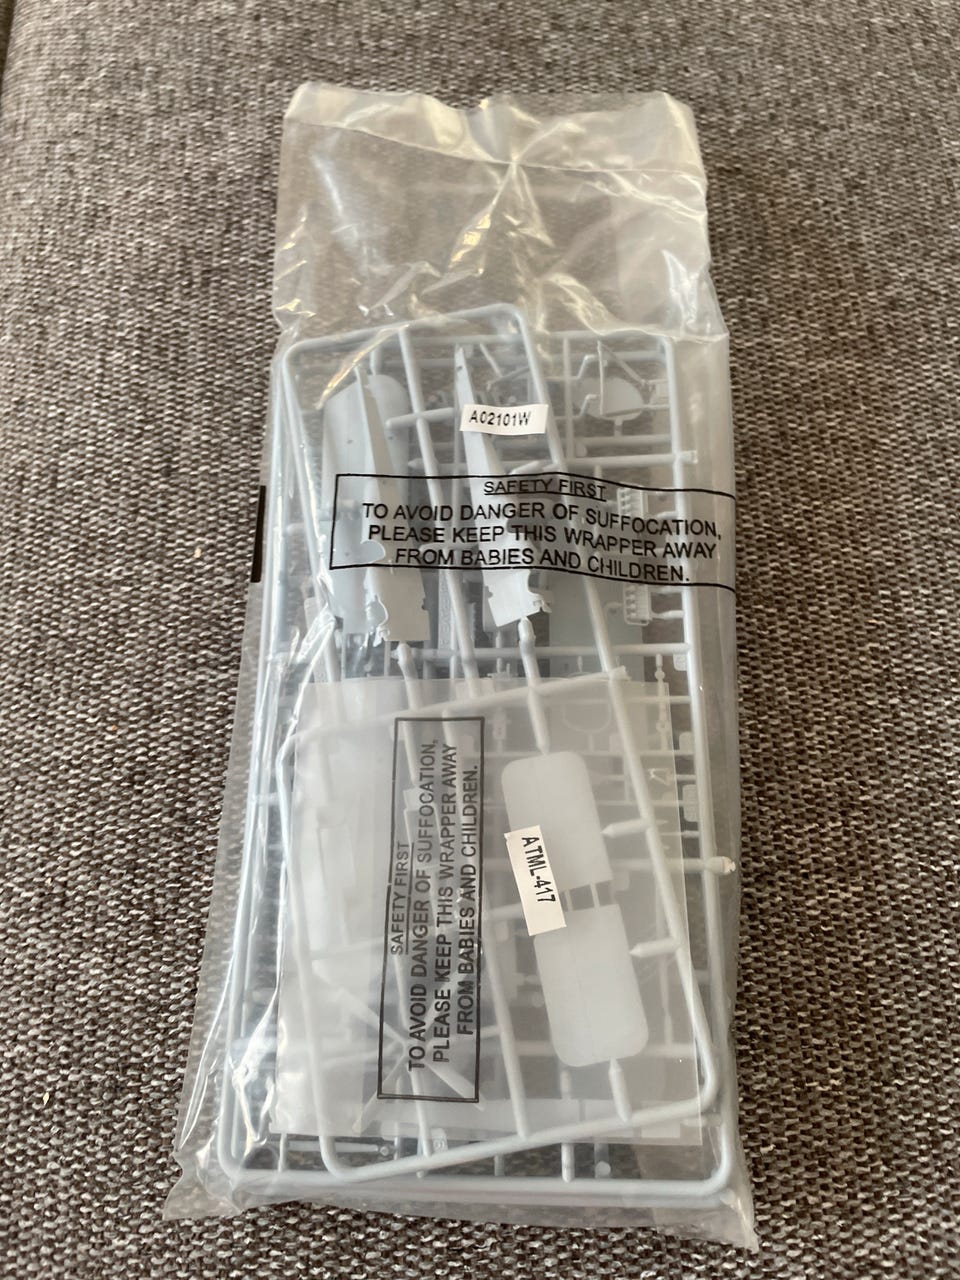 A02101W
SAFETY FIRST
TO AVOID DANGER OF SUFFOCATION,
PLEASE KEEP THIS WRAPPER AWAY
FROM BABIES AND CHILDREN.
SAFETY FIRST
TO AVOID DANGER OF SUFFOCATION,
PLEASE KEEP THIS WRAPPER AWAY
FROM BABIES AND CHILDREN.
ATML-417